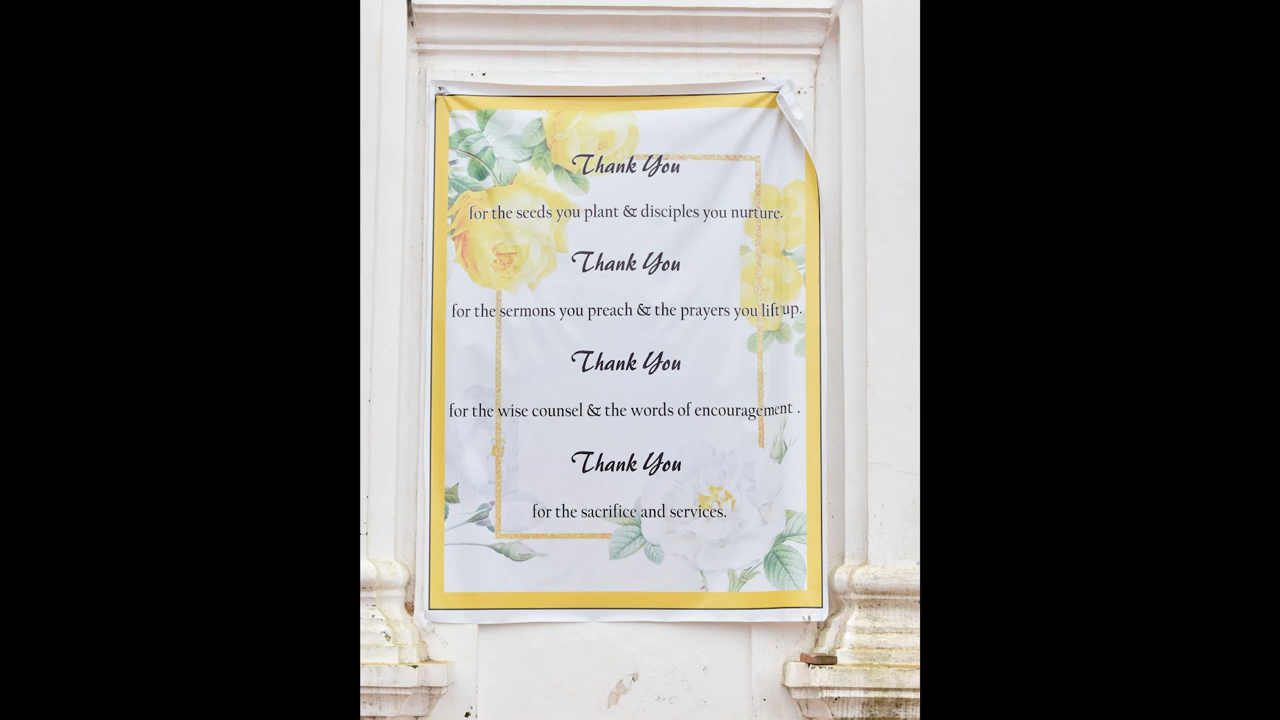 Thank You
for the seeds you plant & disciples you nurture.
Thank You
for the sermons you preach & the prayers you lift up.
Thank You
for the wise counsel & the words of encouragement .
Thank You
for the sacrifice and services.